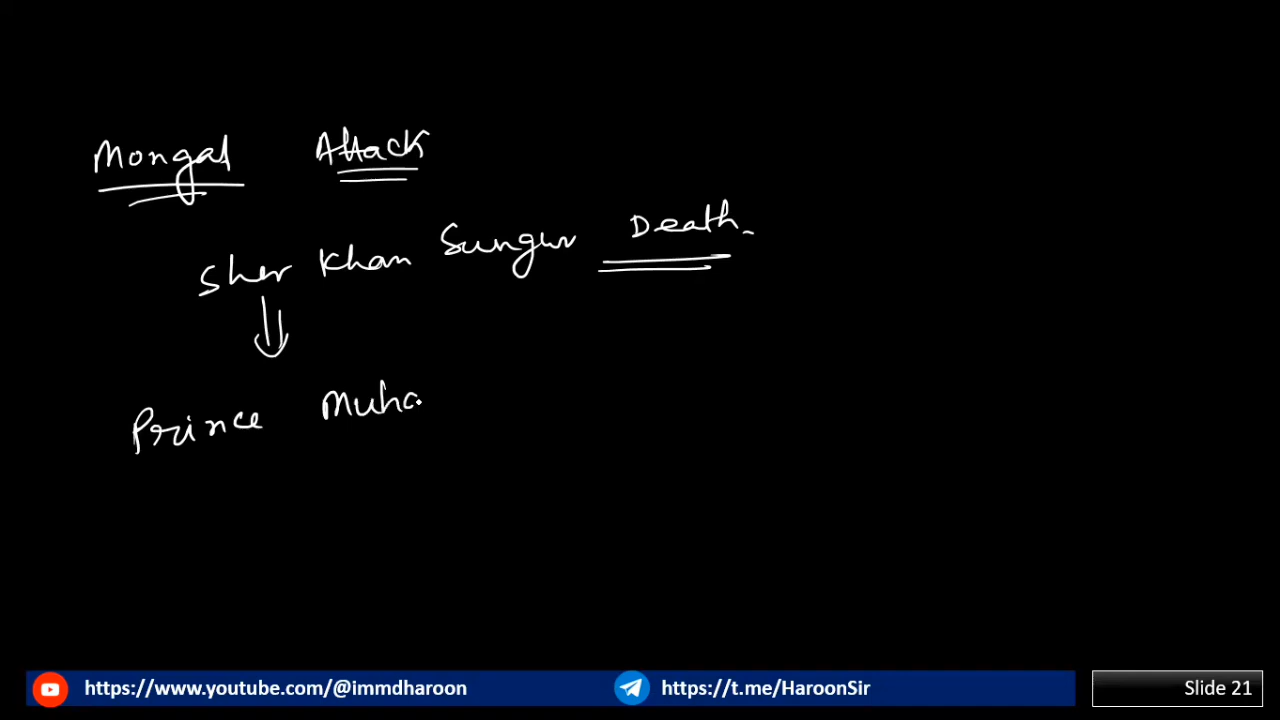 Mongal Attack
Sher Khan Sungur Death
Prince Muha
https://www.youtube.com/@immdharoon
https://t.me/HaroonSir
Slide 21